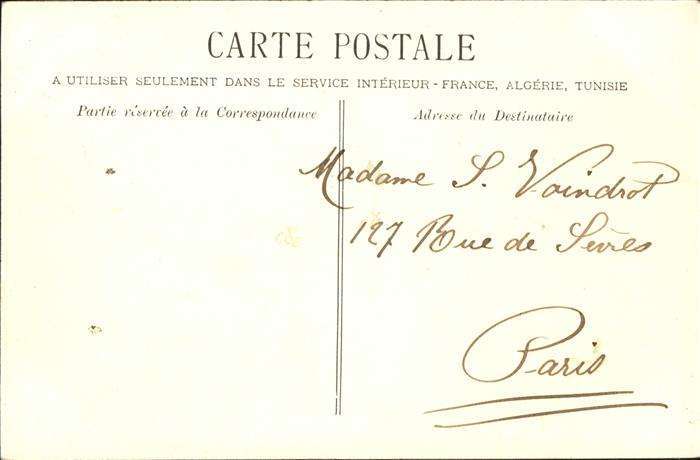 CARTE POSTALE
A UTILISER SEULEMENT DANS LE SERVICE INTÉRIEUR - FRANCE, ALGÉRIE, TUNISIE
Partie réservée à la Correspondance
Adresse du Destinataire
Madame S. Voindrot
127 Rue de Sèvres
Paris